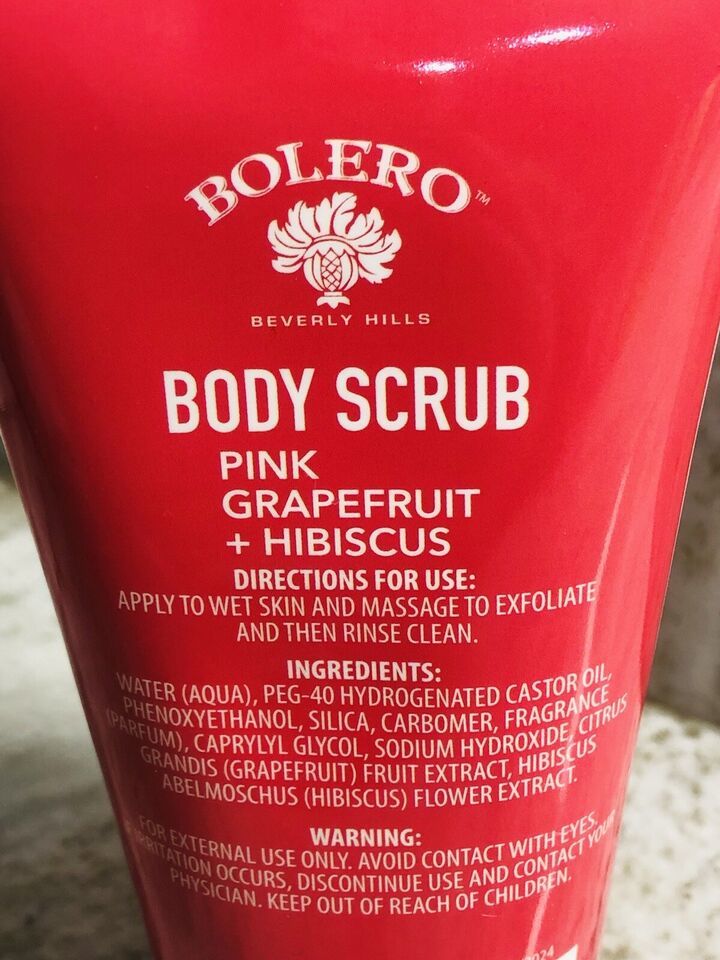 BOLERO™
BEVERLY HILLS
BODY SCRUB
PINK
GRAPEFRUIT
+ HIBISCUS
DIRECTIONS FOR USE:
APPLY TO WET SKIN AND MASSAGE TO EXFOLIATE
AND THEN RINSE CLEAN.
INGREDIENTS:
WATER (AQUA), PEG-40 HYDROGENATED CASTOR OIL,
PHENOXYETHANOL, SILICA, CARBOMER, FRAGRANCE
(PARFUM), CAPRYLYL GLYCOL, SODIUM HYDROXIDE, CITRUS
GRANDIS (GRAPEFRUIT) FRUIT EXTRACT, HIBISCUS
ABELMOSCHUS (HIBISCUS) FLOWER EXTRACT.
WARNING:
FOR EXTERNAL USE ONLY. AVOID CONTACT WITH EYES.
IRRITATION OCCURS, DISCONTINUE USE AND CONTACT YOUR
PHYSICIAN. KEEP OUT OF REACH OF CHILDREN.